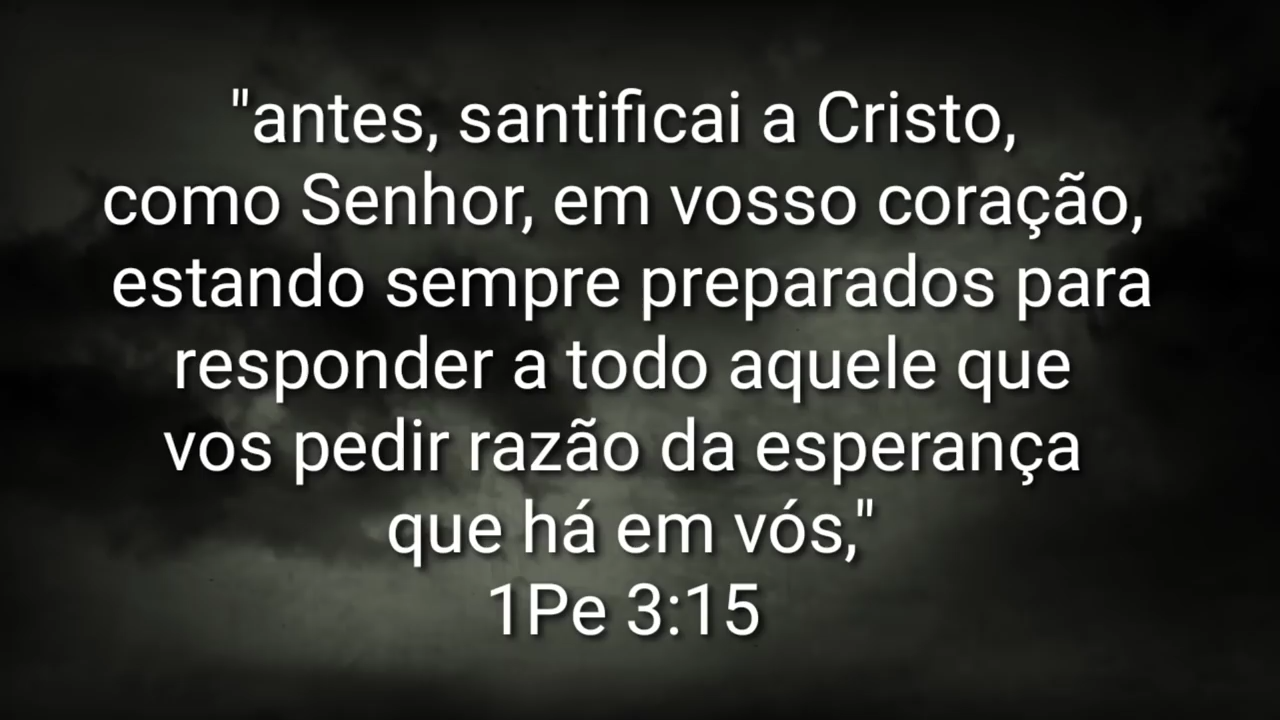 "antes, santificai a Cristo,
como Senhor, em vosso coração,
estando sempre preparados para
responder a todo aquele que
vos pedir razão da esperança
que há em vós,"
1Pe 3:15